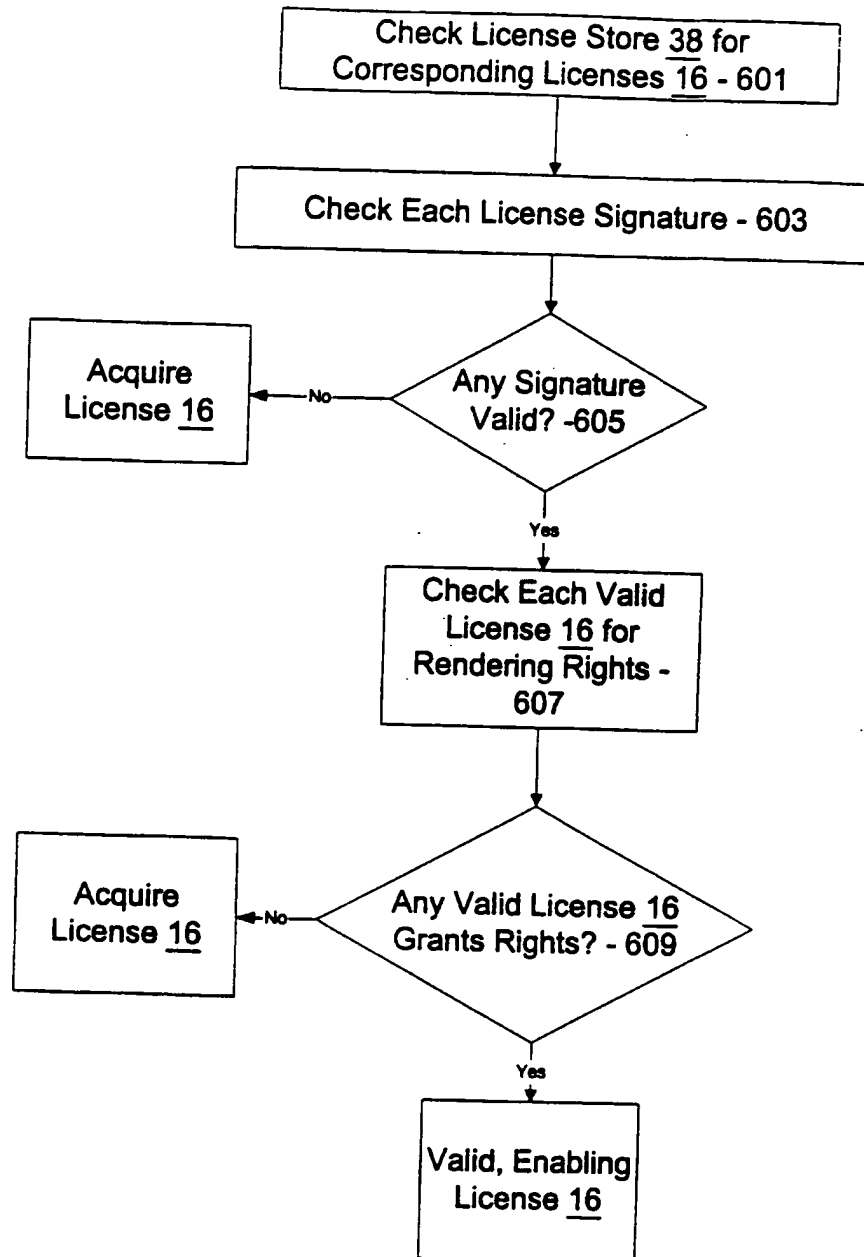 Check License Store 38 for
Corresponding Licenses 16 - 601
Check Each License Signature - 603
Acquire
License 16
No
Any Signature
Valid? -605
Yes
Check Each Valid
License 16 for
Rendering Rights -
607
Acquire
License 16
No
Any Valid License 16
Grants Rights? - 609
Yes
Valid, Enabling
License 16